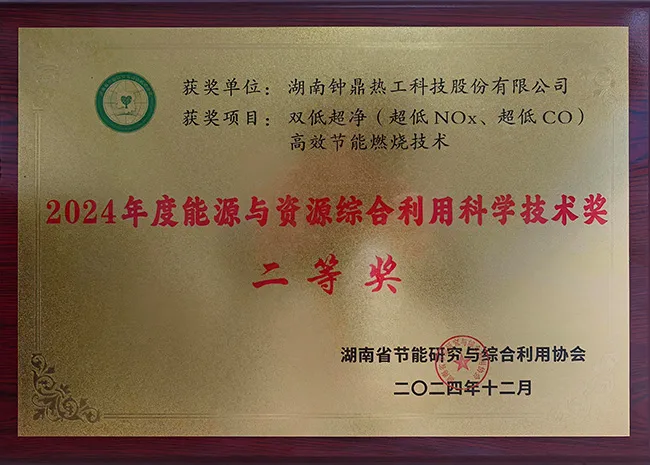 获奖单位：湖南钟鼎热工科技股份有限公司
获奖项目：双低超净（超低NOx、超低CO）
高效节能燃烧技术
2024年度能源与资源综合利用科学技术奖
二等奖
湖南省节能研究与综合利用协会
二〇二四年十二月